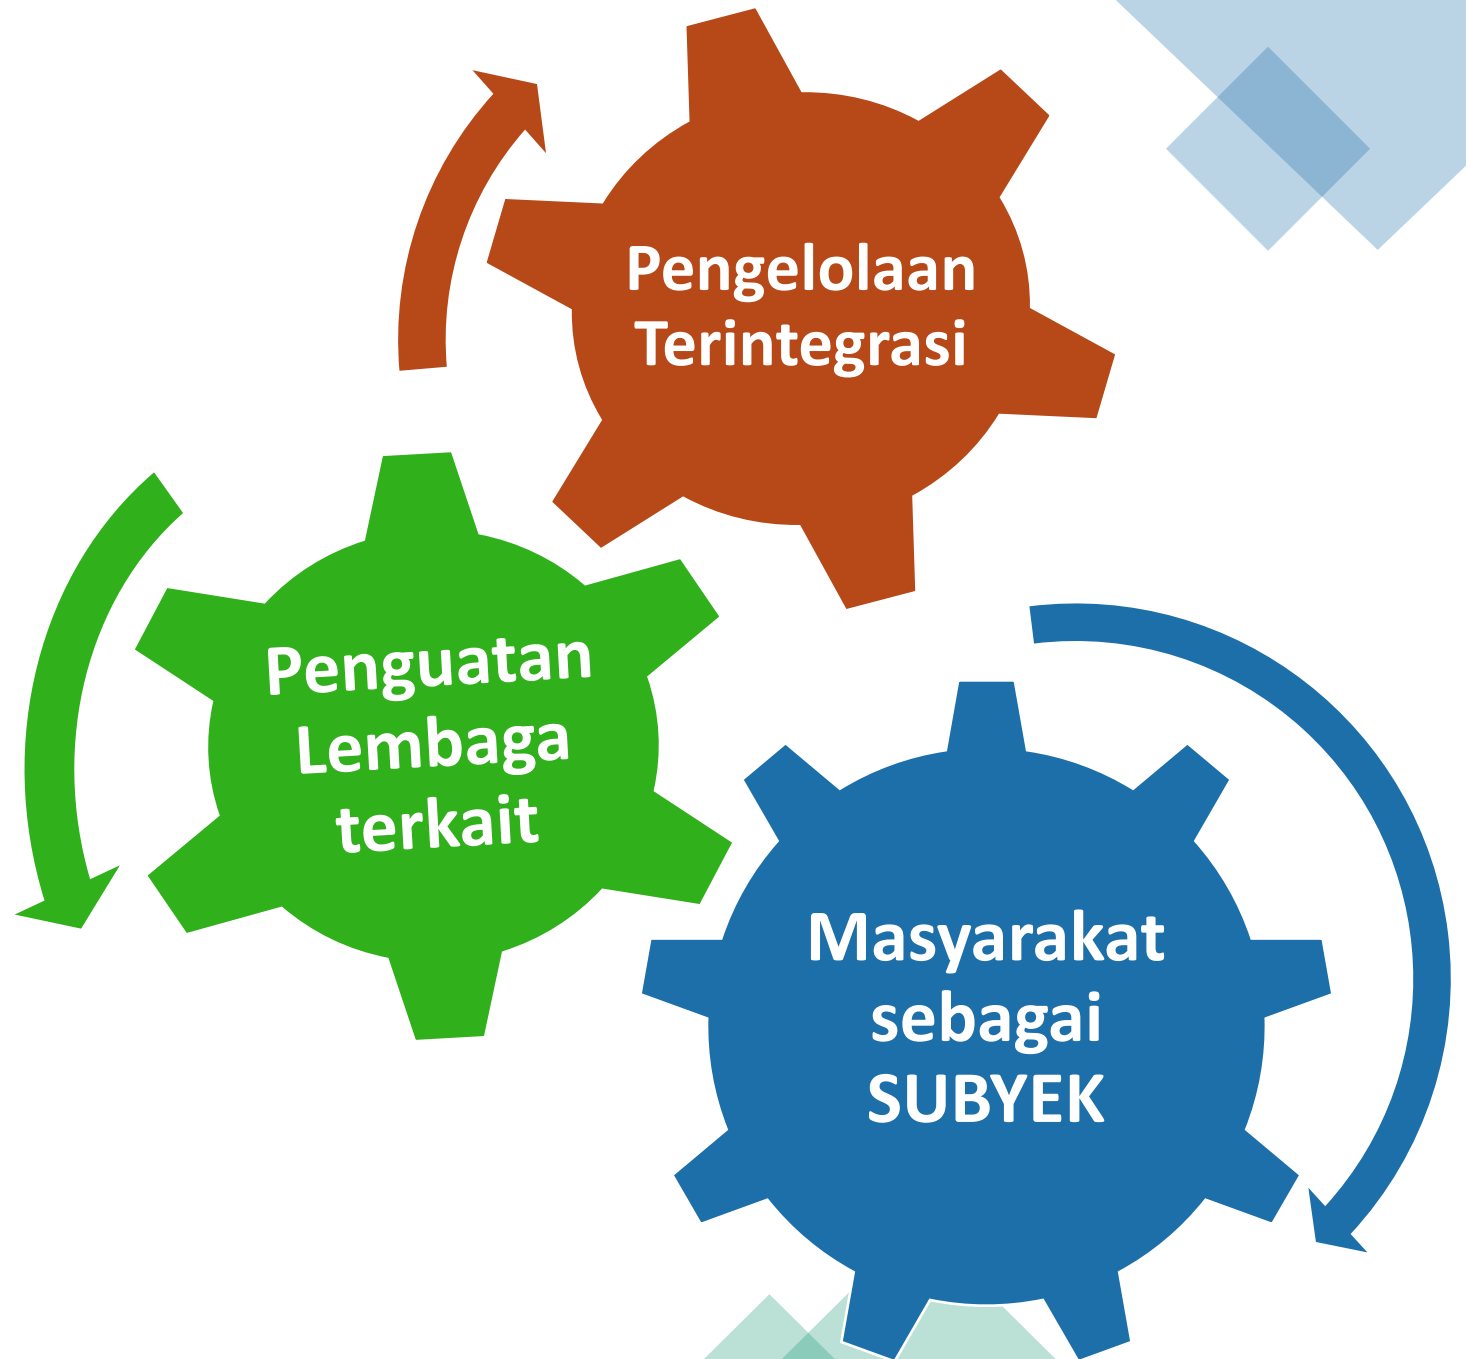 Pengelolaan
Terintegrasi
Penguatan
Lembaga
terkait
Masyarakat
sebagai
SUBYEK